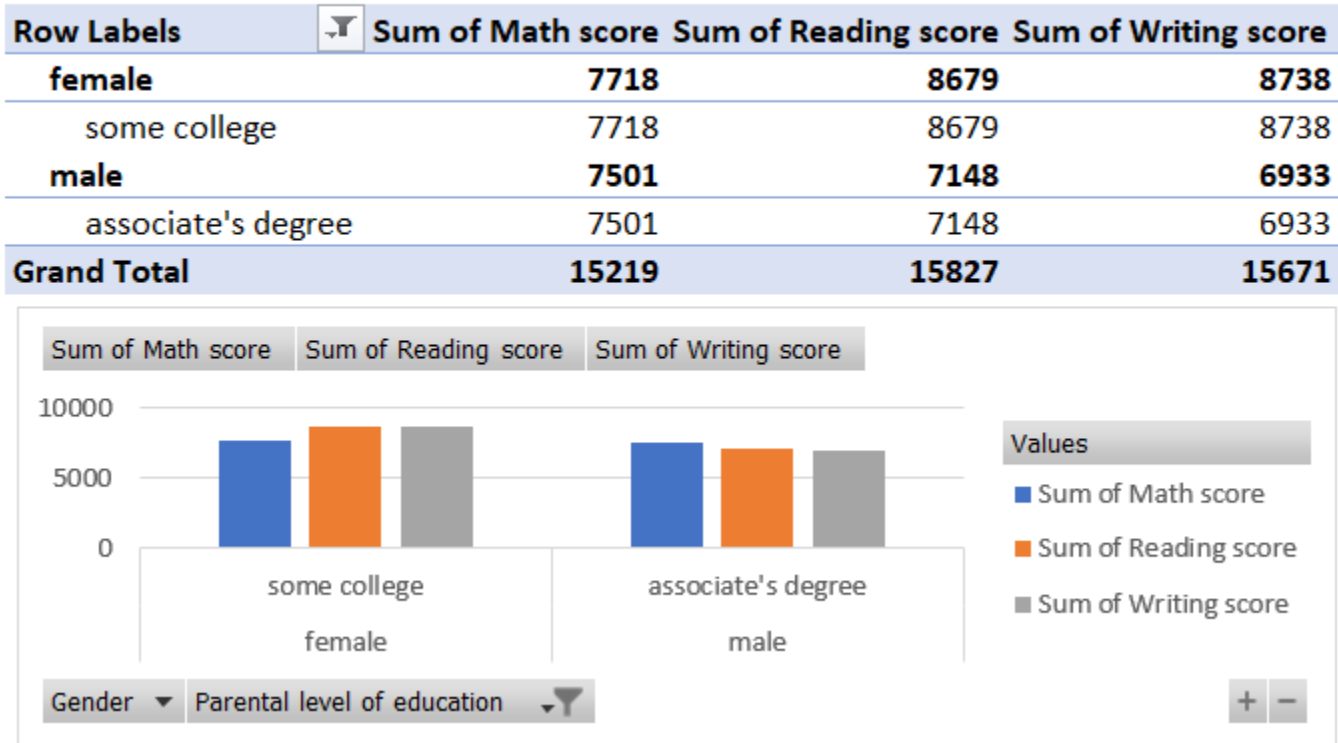 Row Labels Sum of Math score Sum of Reading score Sum of Writing score
female 7718 8679 8738
some college 7718 8679 8738
male 7501 7148 6933
associate's degree 7501 7148 6933
Grand Total 15219 15827 15671
Sum of Math score Sum of Reading score Sum of Writing score
10000
5000
0
some college associate's degree
female male
Values
Sum of Math score
Sum of Reading score
Sum of Writing score
Gender Parental level of education + −